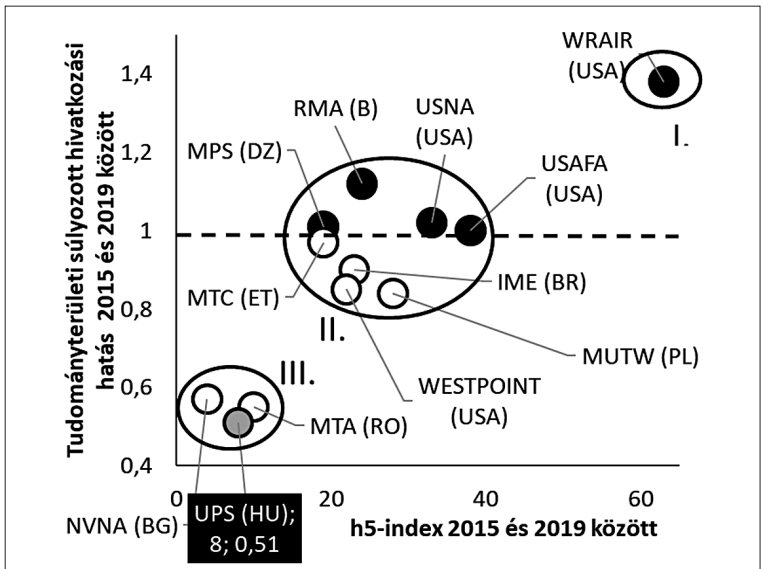 Tudományterületi súlyozott hivatkozási
hatás 2015 és 2019 között
1,4
1,2
1
0,8
0,6
0,4
0
20
40
60
h5-index 2015 és 2019 között
WRAIR
(USA)
I.
RMA (B)
USNA
(USA)
MPS (DZ)
USAFA
(USA)
MTC (ET)
IME (BR)
II.
MUTW (PL)
WESTPOINT
(USA)
III.
MTA (RO)
NVNA (BG)
UPS (HU);
8; 0,51